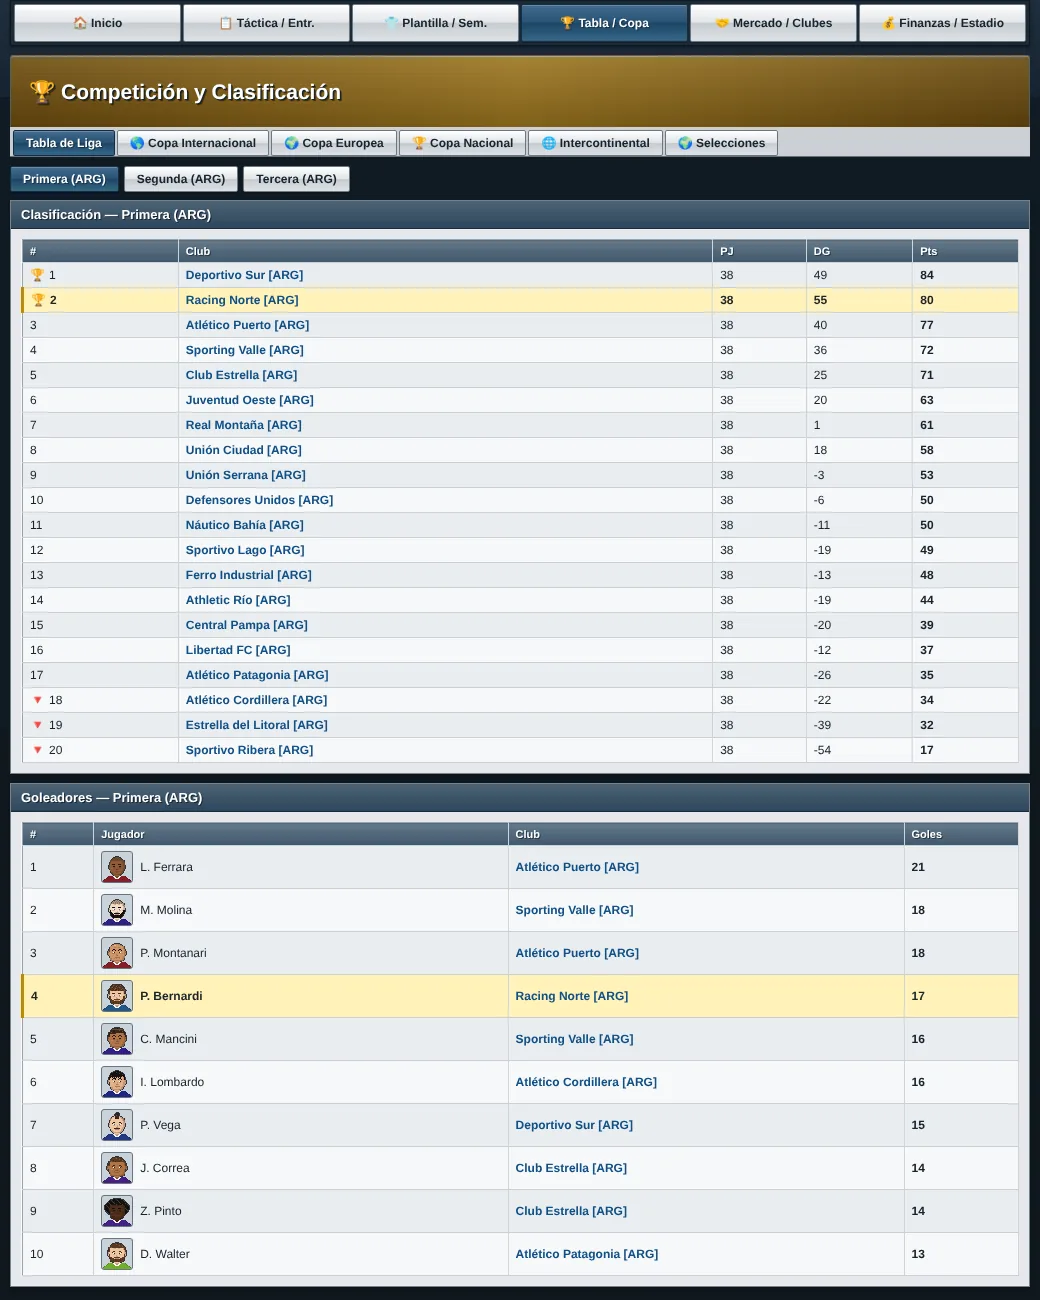 🏠 Inicio 📋 Táctica / Entr. 👕 Plantilla / Sem. 🏆 Tabla / Copa 🤝 Mercado / Clubes 💰 Finanzas / Estadio
🏆 Competición y Clasificación
Tabla de Liga 🌎 Copa Internacional 🌍 Copa Europea 🏆 Copa Nacional 🌐 Intercontinental 🌍 Selecciones
Primera (ARG) Segunda (ARG) Tercera (ARG)
Clasificación — Primera (ARG)
# Club PJ DG Pts
🏆 1 Deportivo Sur [ARG] 38 49 84
🏆 2 Racing Norte [ARG] 38 55 80
3 Atlético Puerto [ARG] 38 40 77
4 Sporting Valle [ARG] 38 36 72
5 Club Estrella [ARG] 38 25 71
6 Juventud Oeste [ARG] 38 20 63
7 Real Montaña [ARG] 38 1 61
8 Unión Ciudad [ARG] 38 18 58
9 Unión Serrana [ARG] 38 -3 53
10 Defensores Unidos [ARG] 38 -6 50
11 Náutico Bahía [ARG] 38 -11 50
12 Sportivo Lago [ARG] 38 -19 49
13 Ferro Industrial [ARG] 38 -13 48
14 Athletic Río [ARG] 38 -19 44
15 Central Pampa [ARG] 38 -20 39
16 Libertad FC [ARG] 38 -12 37
17 Atlético Patagonia [ARG] 38 -26 35
🔻 18 Atlético Cordillera [ARG] 38 -22 34
🔻 19 Estrella del Litoral [ARG] 38 -39 32
🔻 20 Sportivo Ribera [ARG] 38 -54 17
Goleadores — Primera (ARG)
# Jugador Club Goles
1 L. Ferrara Atlético Puerto [ARG] 21
2 M. Molina Sporting Valle [ARG] 18
3 P. Montanari Atlético Puerto [ARG] 18
4 P. Bernardi Racing Norte [ARG] 17
5 C. Mancini Sporting Valle [ARG] 16
6 I. Lombardo Atlético Cordillera [ARG] 16
7 P. Vega Deportivo Sur [ARG] 15
8 J. Correa Club Estrella [ARG] 14
9 Z. Pinto Club Estrella [ARG] 14
10 D. Walter Atlético Patagonia [ARG] 13